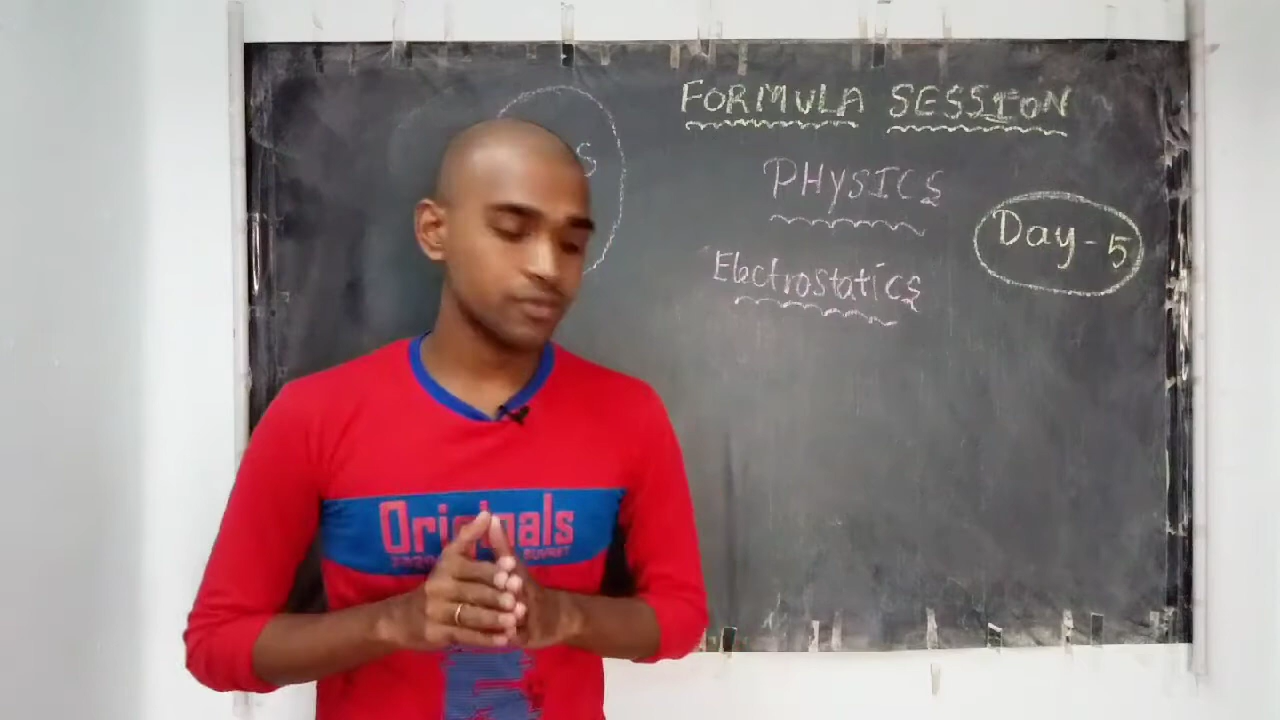 FORMULA SESSION
PHYSICS
Day-5
Electrostatics
Originals